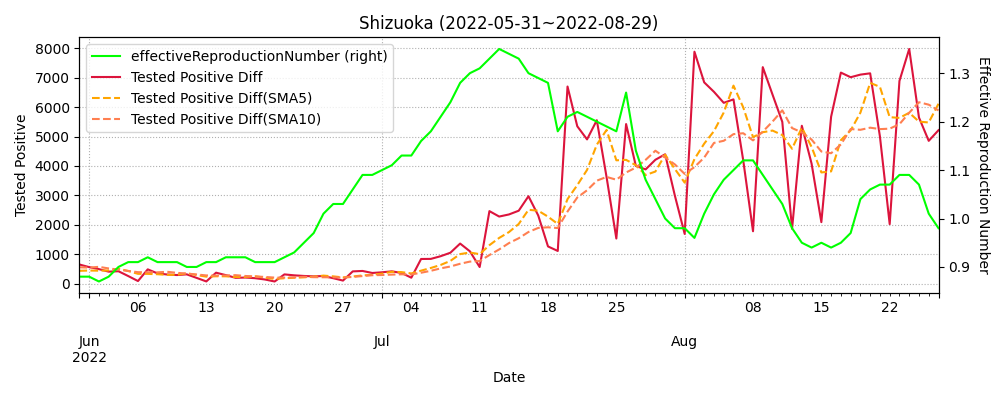 Shizuoka (2022-05-31~2022-08-29)
effectiveReproductionNumber (right)
Tested Positive Diff
Tested Positive Diff(SMA5)
Tested Positive Diff(SMA10)
Tested Positive
8000
7000
6000
5000
4000
3000
2000
1000
0
1.3
1.2
1.1
1.0
0.9
Effective Reproduction Number
06 13 20 27 04 11 18 25 08 15 22
Jun Jul Aug
2022
Date